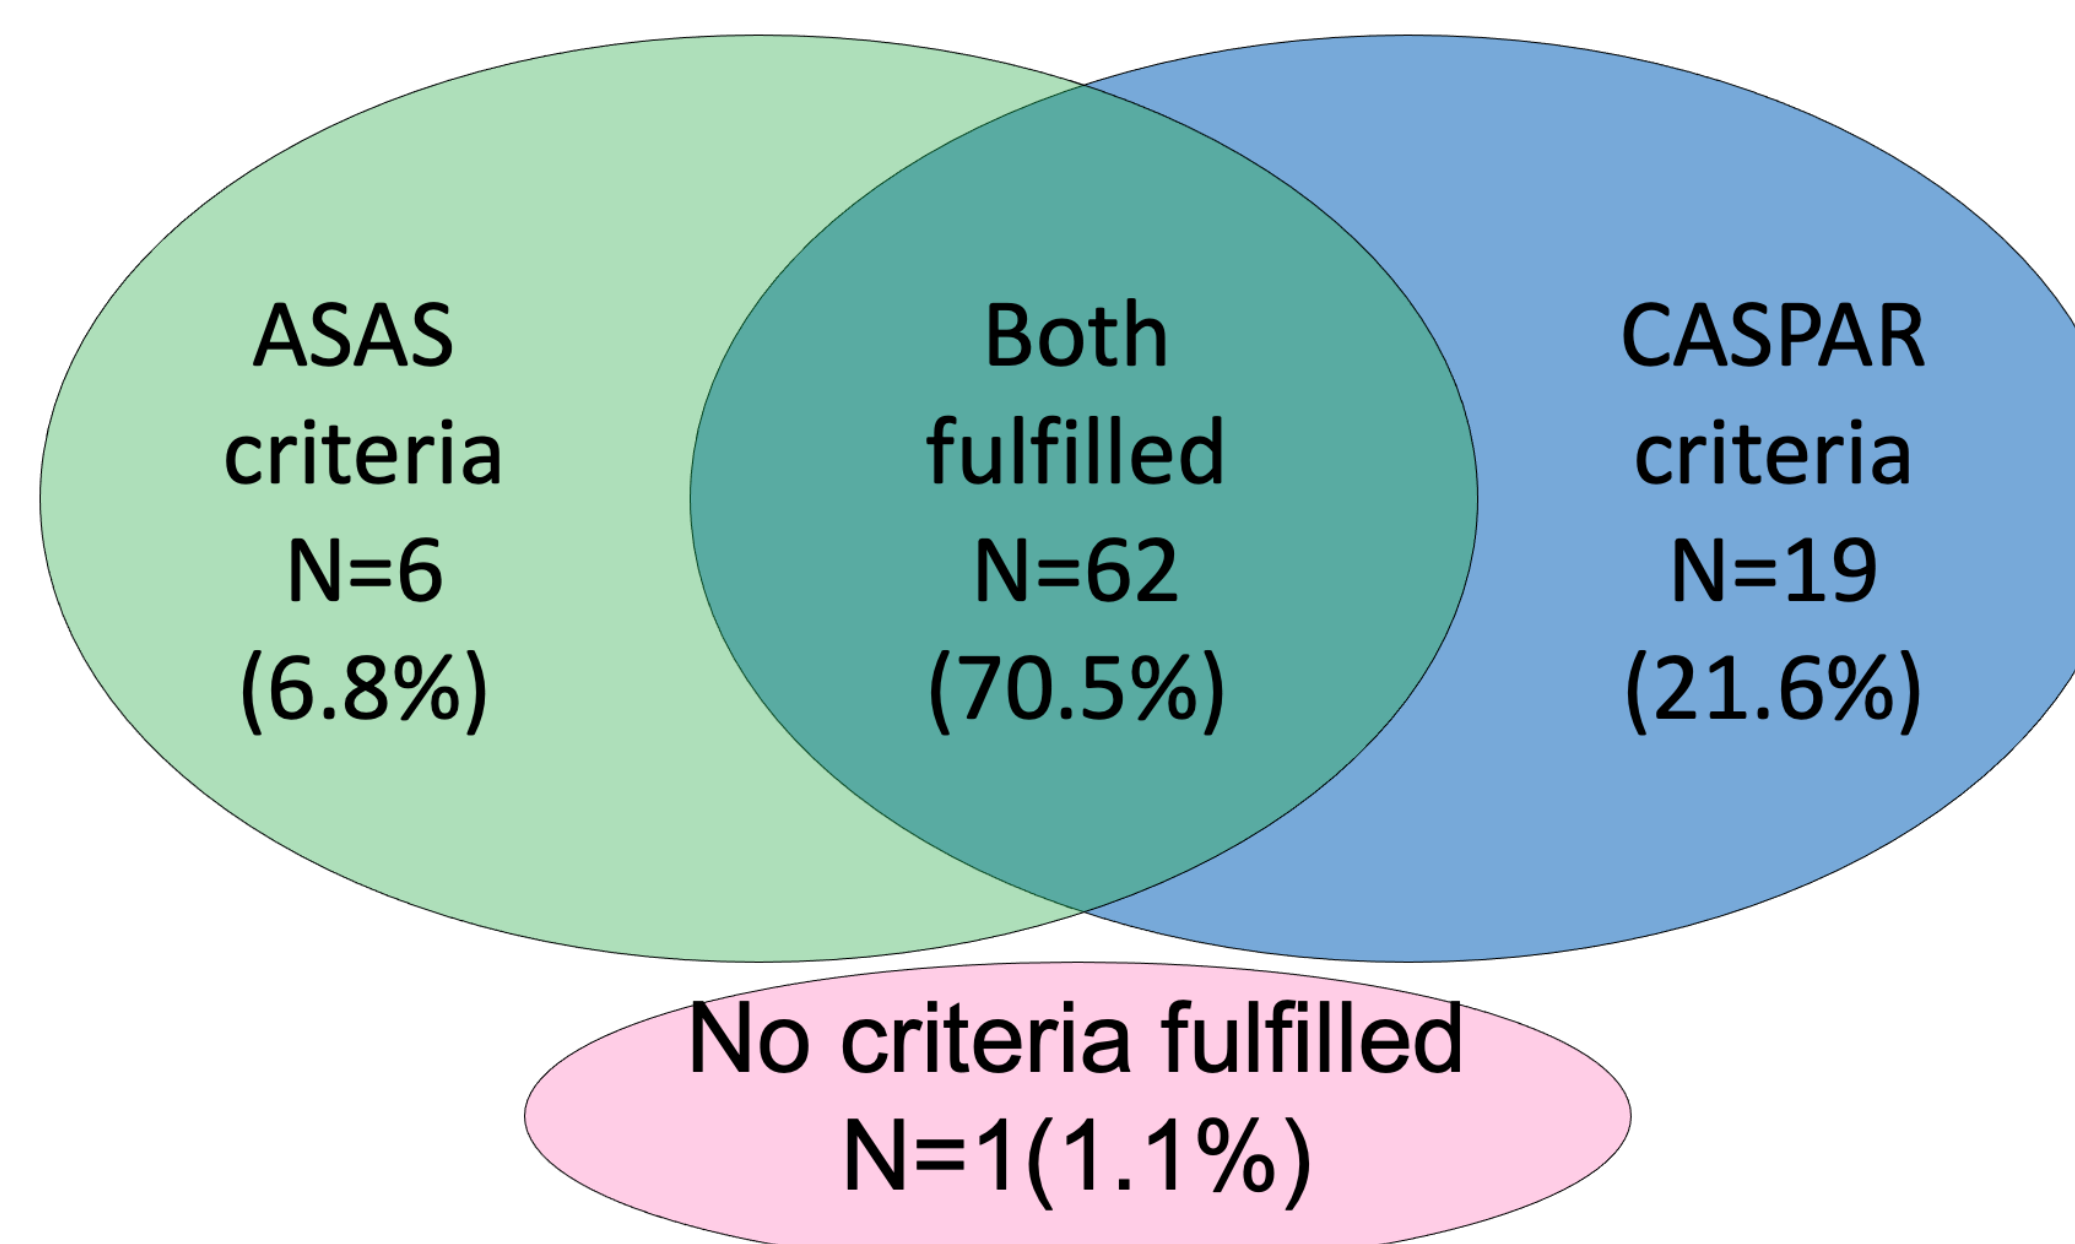 ASAS
criteria
N=6
(6.8%)
Both
fulfilled
N=62
(70.5%)
CASPAR
criteria
N=19
(21.6%)
No criteria fulfilled
N=1(1.1%)